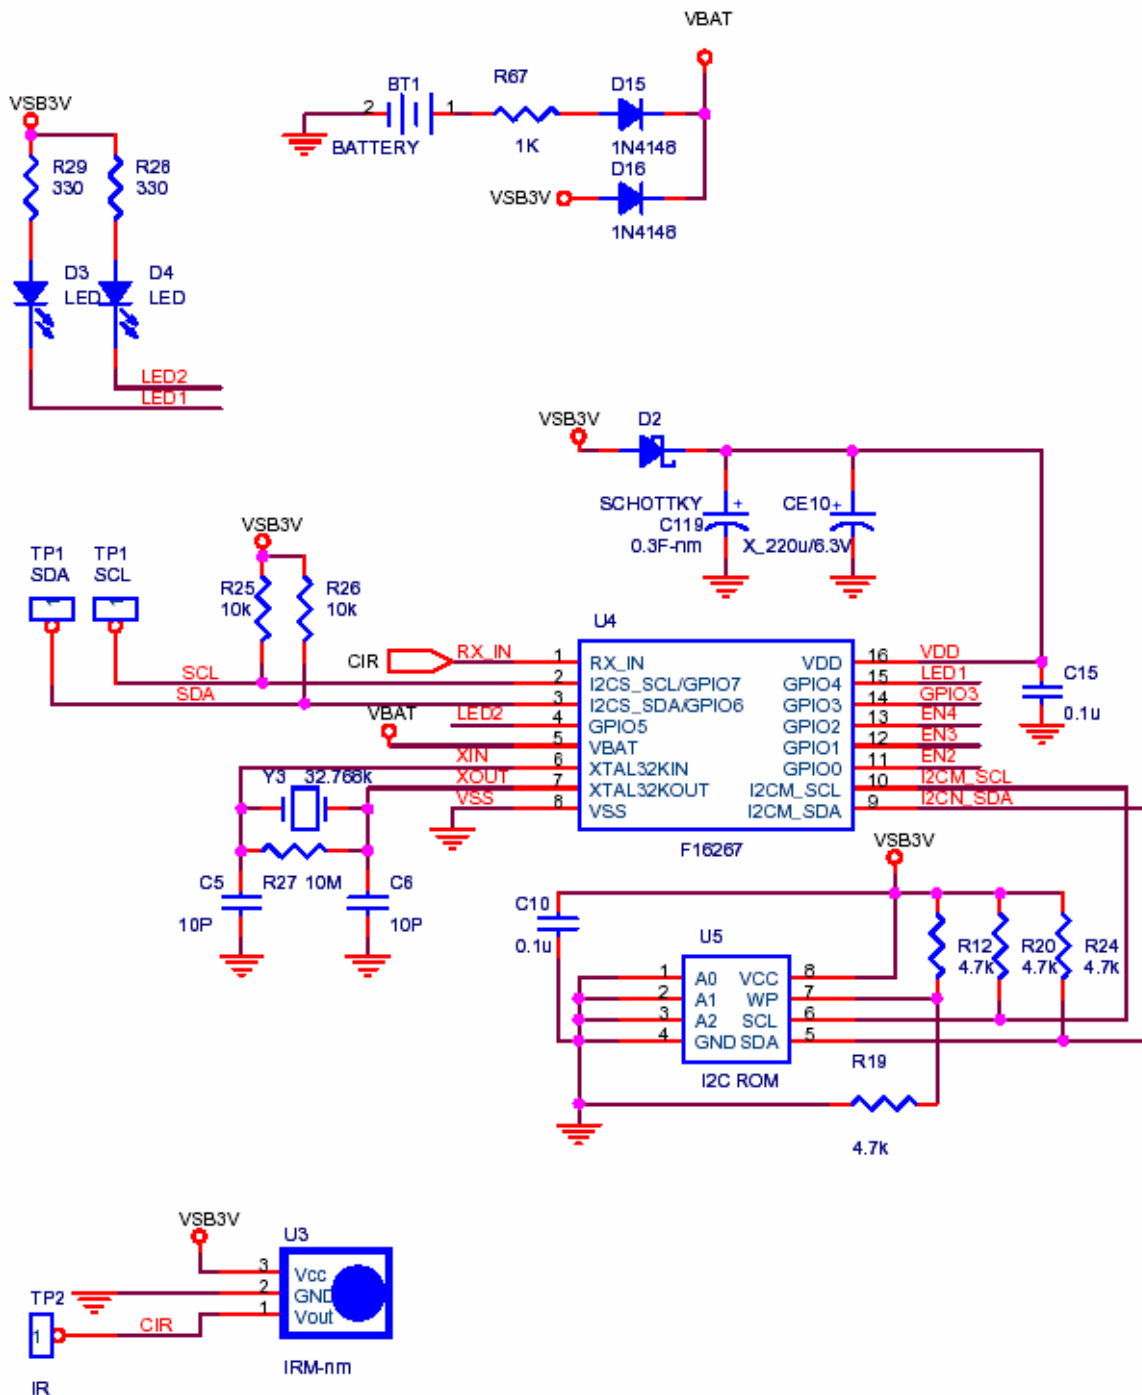 VBAT
BT1
R67
D15
2
1
BATTERY
1K
1N4148
D16
VSB3V
1N4148
VSB3V
R29
330
R28
330
D3
LED
D4
LED
LED2
LED1
VSB3V
D2
SCHOTTKY
C119
0.3F-nm
+
CE10
+
X_220u/6.3V
TP1
SDA
TP1
SCL
VSB3V
R25
10k
R26
10k
SCL
SDA
CIR
RX_IN
VBAT
LED2
XIN
XOUT
VSS
Y3 32.768k
R27 10M
C5
10P
C6
10P
U4
1 RX_IN VDD 16 VDD
2 I2CS_SCL/GPIO7 GPIO4 15 LED1
3 I2CS_SDA/GPIO6 GPIO3 14 GPIO3
4 GPIO5 GPIO2 13 EN4
5 VBAT GPIO1 12 EN3
6 XTAL32KIN GPIO0 11 EN2
7 XTAL32KOUT I2CM_SCL 10 I2CM_SCL
8 VSS I2CM_SDA 9 I2CN_SDA
F16267
C15
0.1u
VSB3V
C10
0.1u
U5
1 A0 VCC 8
2 A1 WP 7
3 A2 SCL 6
4 GND SDA 5
I2C ROM
R12
4.7k
R20
4.7k
R24
4.7k
R19
4.7k
VSB3V
U3
3 Vcc
2 GND
1 Vout
IRM-nm
TP2
1
CIR
IR